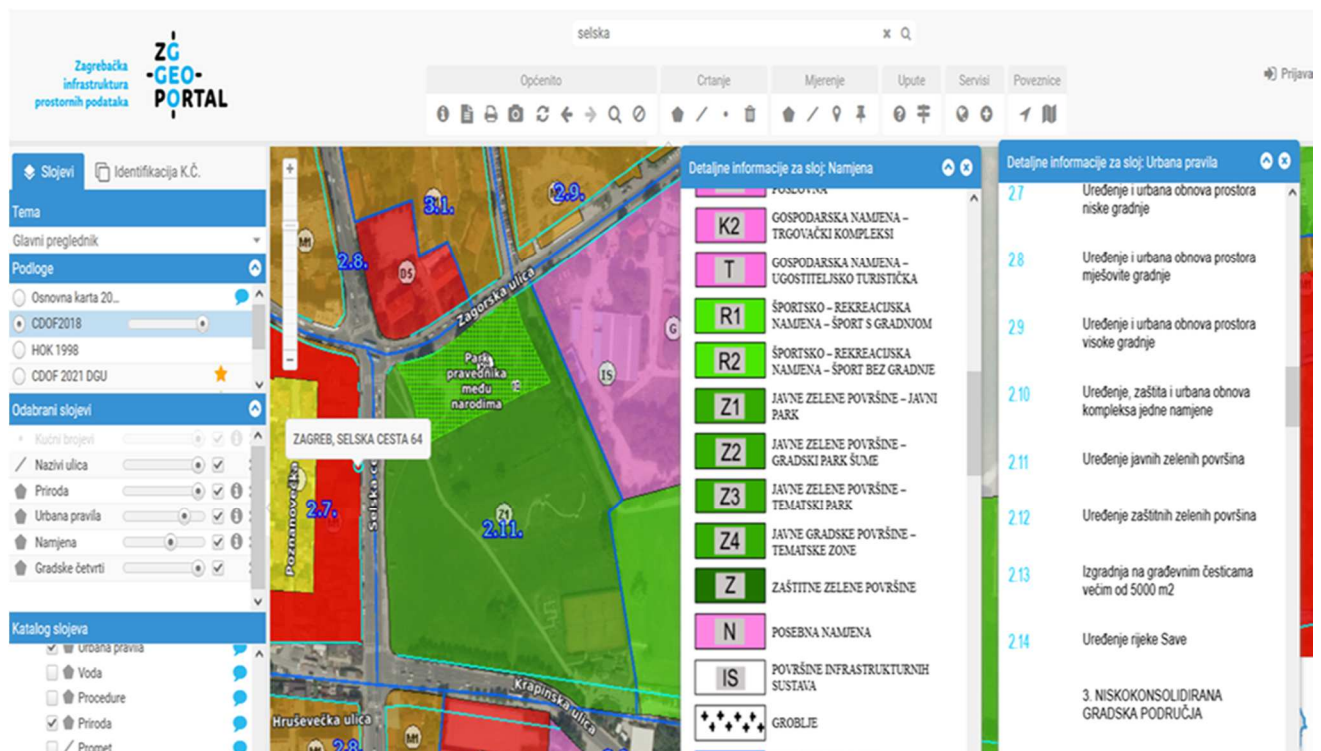 selska
x
Zagrebačka
infrastruktura
prostornih podataka
ZG
-GEO-
PORTAL
Općenito
Crtanje
Mjerenje
Upute
Servisi
Poveznice
Prijava
Slojevi
Identifikacija K.Č.
Tema
Glavni preglednik
Podloge
Osnovna karta 20...
CDOF2018
HOK 1998
CDOF 2021 DGU
Odabrani slojevi
Kućni brojevi
Nazivi ulica
Priroda
Urbana pravila
Namjena
Gradske četvrti
Katalog slojeva
Urbana pravila
Voda
Procedure
Priroda
Promet
3.1.
2.9.
M1
2.8.
D5
Zagorska ulica
G
IS
Park
pravednika
među
narodima
ZAGREB, SELSKA CESTA 64
Poznanovečka
2.7.
Selska ce
Z1
2.11.
Krapinska ulica
Hruševečka ulica
M1
M1
2.8.
Detaljne informacije za sloj: Namjena
POSLOVNA
K2
GOSPODARSKA NAMJENA –
TRGOVAČKI KOMPLEKSI
T
GOSPODARSKA NAMJENA –
UGOSTITELJSKO TURISTIČKA
R1
ŠPORTSKO – REKREACIJSKA
NAMJENA – ŠPORT S GRADNJOM
R2
ŠPORTSKO – REKREACIJSKA
NAMJENA – ŠPORT BEZ GRADNJE
Z1
JAVNE ZELENE POVRŠINE – JAVNI
PARK
Z2
JAVNE ZELENE POVRŠINE –
GRADSKI PARK ŠUME
Z3
JAVNE ZELENE POVRŠINE –
TEMATSKI PARK
Z4
JAVNE GRADSKE POVRŠINE –
TEMATSKE ZONE
Z
ZAŠTITNE ZELENE POVRŠINE
N
POSEBNA NAMJENA
IS
POVRŠINE INFRASTRUKTURNIH
SUSTAVA
GROBLJE
Detaljne informacije za sloj: Urbana pravila
2.7
Uređenje i urbana obnova prostora
niske gradnje
2.8
Uređenje i urbana obnova prostora
mješovite gradnje
2.9
Uređenje i urbana obnova prostora
visoke gradnje
2.10
Uređenje, zaštita i urbana obnova
kompleksa jedne namjene
2.11
Uređenje javnih zelenih površina
2.12
Uređenje zaštitnih zelenih površina
2.13
Izgradnja na građevnim česticama
većim od 5000 m2
2.14
Uređenje rijeke Save
3. NISKOKONSOLIDIRANA
GRADSKA PODRUČJA